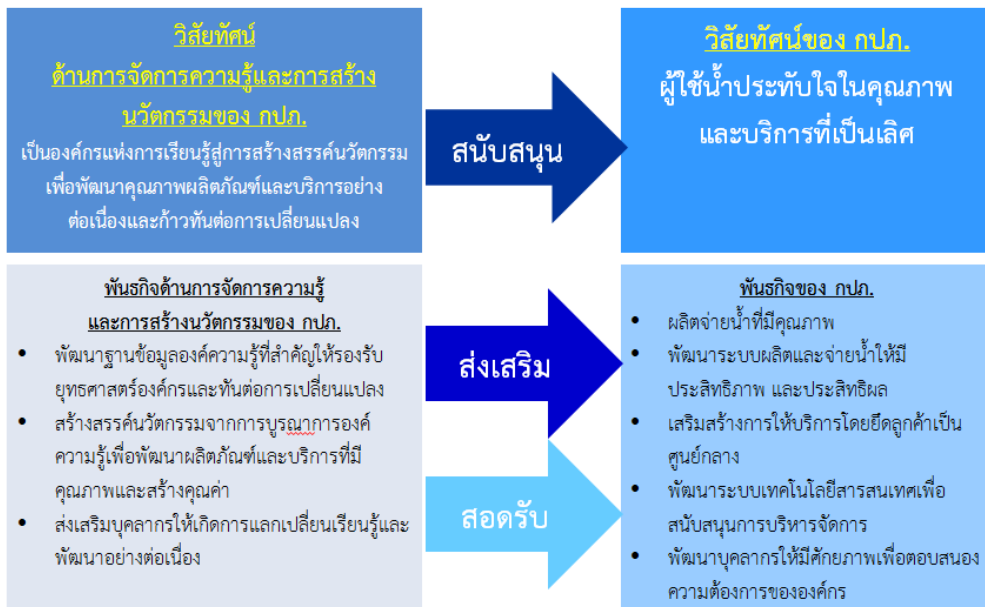 วิสัยทัศน์
ด้านการจัดการความรู้และการสร้าง
นวัตกรรมของ กปภ.
เป็นองค์กรแห่งการเรียนรู้สู่การสร้างสรรค์นวัตกรรม
เพื่อพัฒนาคุณภาพผลิตภัณฑ์และบริการอย่าง
ต่อเนื่องและก้าวทันต่อการเปลี่ยนแปลง
สนับสนุน
วิสัยทัศน์ของ กปภ.
ผู้ใช้น้ำประทับใจในคุณภาพ
และบริการที่เป็นเลิศ
พันธกิจด้านการจัดการความรู้
และการสร้างนวัตกรรมของ กปภ.
• พัฒนาฐานข้อมูลองค์ความรู้ที่สำคัญให้รองรับ
ยุทธศาสตร์องค์กรและทันต่อการเปลี่ยนแปลง
• สร้างสรรค์นวัตกรรมจากการบูรณาการองค์
ความรู้เพื่อพัฒนาผลิตภัณฑ์และบริการที่มี
คุณภาพและสร้างคุณค่า
• ส่งเสริมบุคลากรให้เกิดการแลกเปลี่ยนเรียนรู้และ
พัฒนาอย่างต่อเนื่อง
ส่งเสริม
สอดรับ
พันธกิจของ กปภ.
• ผลิตจ่ายน้ำที่มีคุณภาพ
• พัฒนาระบบผลิตและจ่ายน้ำให้มี
ประสิทธิภาพ และประสิทธิผล
• เสริมสร้างการให้บริการโดยยึดลูกค้าเป็น
ศูนย์กลาง
• พัฒนาระบบเทคโนโลยีสารสนเทศเพื่อ
สนับสนุนการบริหารจัดการ
• พัฒนาบุคลากรให้มีศักยภาพเพื่อตอบสนอง
ความต้องการขององค์กร